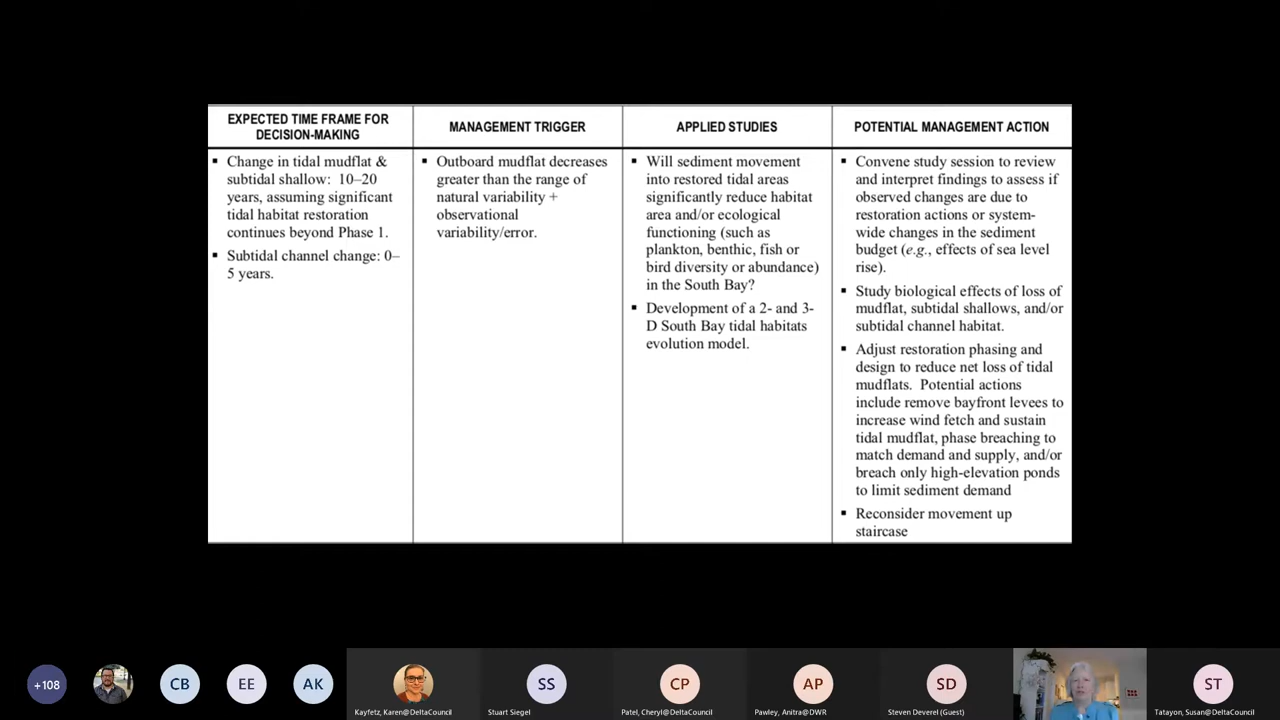 EXPECTED TIME FRAME FOR
DECISION-MAKING
MANAGEMENT TRIGGER
APPLIED STUDIES
POTENTIAL MANAGEMENT ACTION
▪ Change in tidal mudflat &
subtidal shallow: 10–20
years, assuming significant
tidal habitat restoration
continues beyond Phase 1.
▪ Subtidal channel change: 0–
5 years.
▪ Outboard mudflat decreases
greater than the range of
natural variability +
observational
variability/error.
▪ Will sediment movement
into restored tidal areas
significantly reduce habitat
area and/or ecological
functioning (such as
plankton, benthic, fish or
bird diversity or abundance)
in the South Bay?
▪ Development of a 2- and 3-
D South Bay tidal habitats
evolution model.
▪ Convene study session to review
and interpret findings to assess if
observed changes are due to
restoration actions or system-
wide changes in the sediment
budget (e.g., effects of sea level
rise).
▪ Study biological effects of loss of
mudflat, subtidal shallows, and/or
subtidal channel habitat.
▪ Adjust restoration phasing and
design to reduce net loss of tidal
mudflats. Potential actions
include remove bayfront levees to
increase wind fetch and sustain
tidal mudflat, phase breaching to
match demand and supply, and/or
breach only high-elevation ponds
to limit sediment demand
▪ Reconsider movement up
staircase
+108
CB
EE
AK
Kayfetz, Karen@DeltaCouncil
SS
Stuart Siegel
CP
Patel, Cheryl@DeltaCouncil
AP
Pawley, Anitra@DWR
SD
Steven Deverel (Guest)
ST
Tatayon, Susan@DeltaCouncil